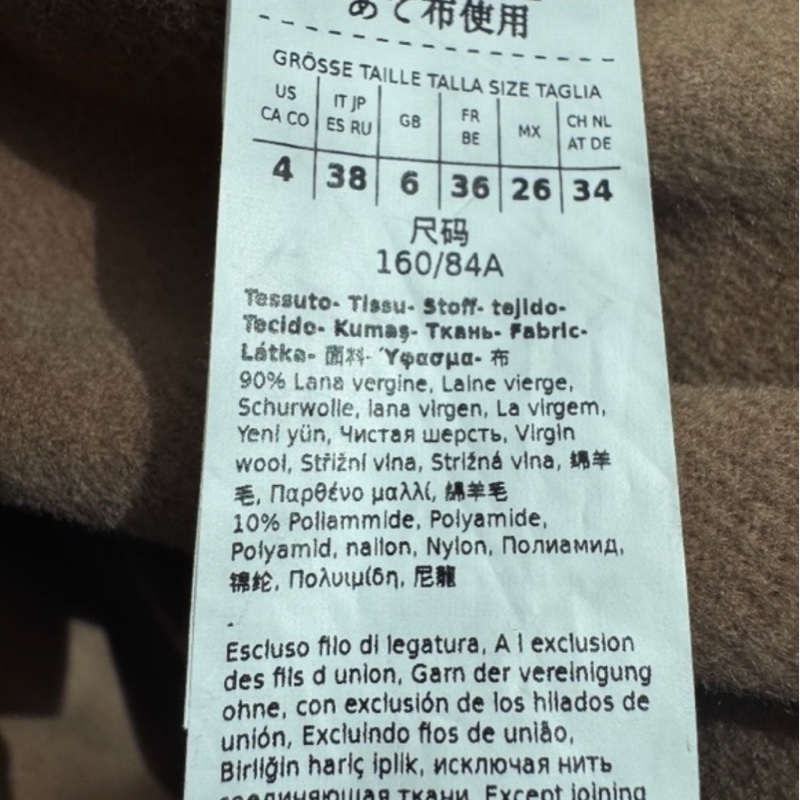 あて布使用
GRÖSSE TAILLE TALLA SIZE TAGLIA
US CA CO | IT JP ES RU | GB | FR BE | MX | CH NL AT DE
4 | 38 | 6 | 36 | 26 | 34
尺码
160/84A
Tessuto- Tissu- Stoff- tejido-
Tecido- Kumaş- Ткань- Fabric-
Látka- 面料- Ύφασμα- 布
90% Lana vergine, Laine vierge,
Schurwolle, lana virgen, La virgem,
Yeni yün, Чистая шерсть, Virgin
wool, Střižní vlna, Strižná vlna, 绵羊
毛, Παρθένο μαλλί, 綿羊毛
10% Poliammide, Polyamide,
Polyamid, nailon, Nylon, Полиамид,
锦纶, Πολυιμίδη, 尼龍
-
Escluso filo di legatura, A l exclusion
des fils d union, Garn der vereinigung
ohne, con exclusión de los hilados de
unión, Excluindo fios de união,
Birliğin hariç iplik, исключая нить
соединяющая ткани, Except joining